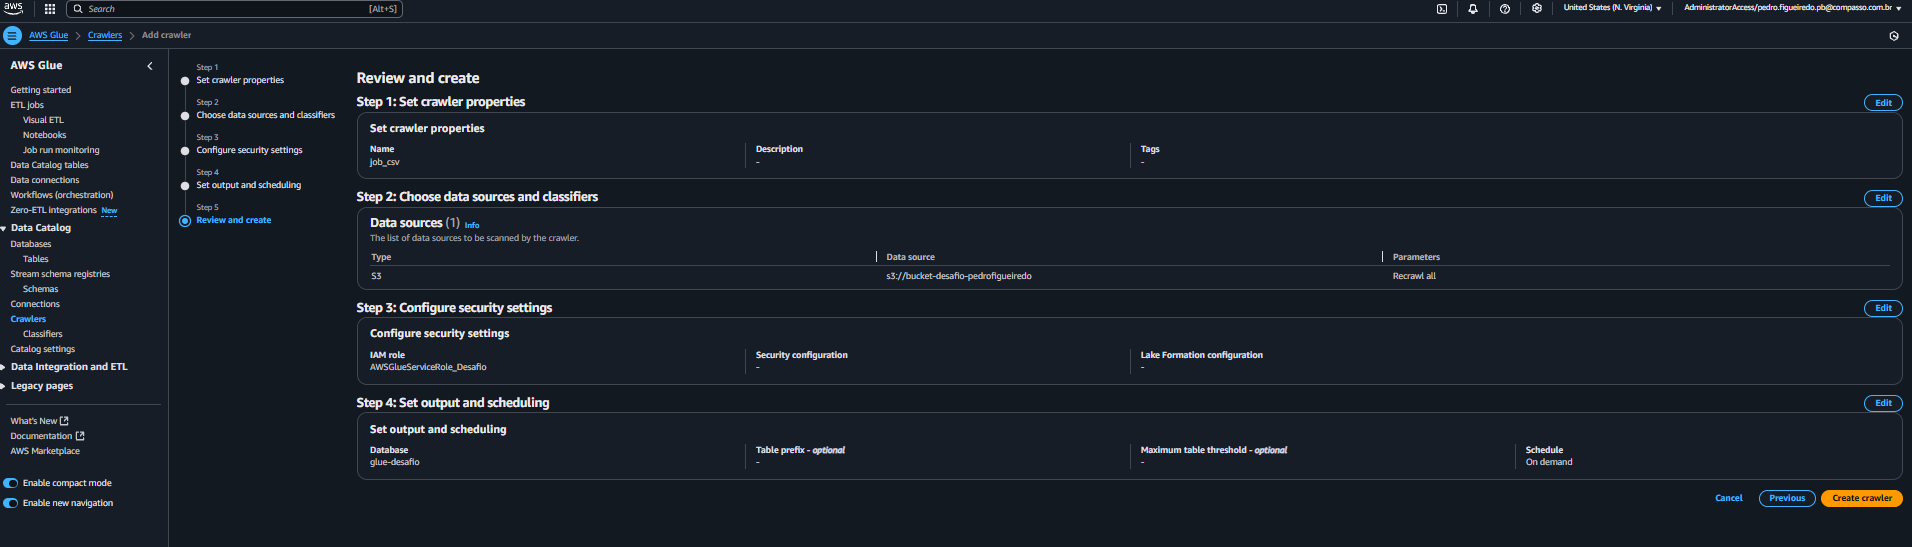 aws
Search [Alt+S]
United States (N. Virginia)
AdministratorAccess/pedro.figueiredo.pb@compasso.com.br
AWS Glue > Crawlers > Add crawler
AWS Glue
Getting started
ETL jobs
Visual ETL
Notebooks
Job run monitoring
Data Catalog tables
Data connections
Workflows (orchestration)
Zero-ETL integrations New
Data Catalog
Databases
Tables
Stream schema registries
Schemas
Connections
Crawlers
Classifiers
Catalog settings
Data Integration and ETL
Legacy pages
What's New
Documentation
AWS Marketplace
Enable compact mode
Enable new navigation
Step 1
Set crawler properties
Step 2
Choose data sources and classifiers
Step 3
Configure security settings
Step 4
Set output and scheduling
Step 5
Review and create
Review and create
Step 1: Set crawler properties
Edit
Set crawler properties
Name Description Tags
job_csv - -
Step 2: Choose data sources and classifiers
Edit
Data sources (1) Info
The list of data sources to be scanned by the crawler.
Type Data source Parameters
S3 s3://bucket-desafio-pedrofigueiredo Recrawl all
Step 3: Configure security settings
Edit
Configure security settings
IAM role Security configuration Lake Formation configuration
AWSGlueServiceRole_Desafio - -
Step 4: Set output and scheduling
Edit
Set output and scheduling
Database Table prefix - optional Maximum table threshold - optional Schedule
glue-desafio - - On demand
Cancel Previous Create crawler